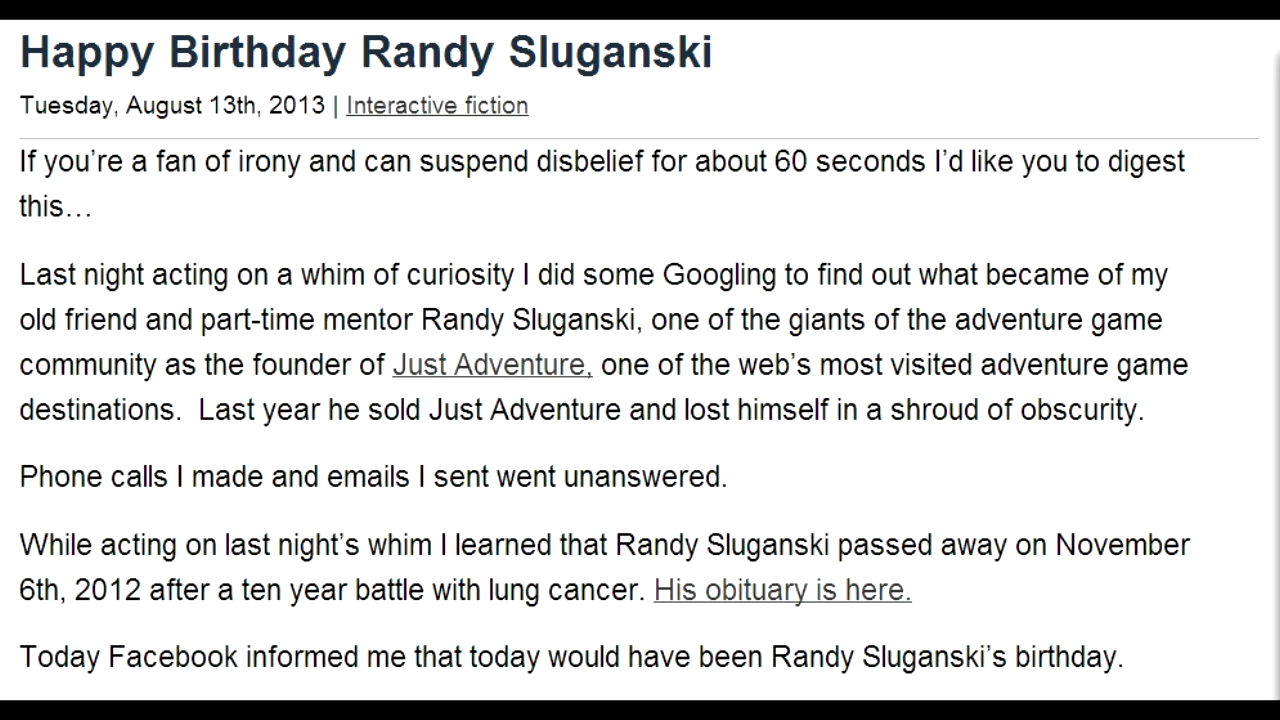 Happy Birthday Randy Sluganski
Tuesday, August 13th, 2013 | Interactive fiction
If you’re a fan of irony and can suspend disbelief for about 60 seconds I’d like you to digest
this…
Last night acting on a whim of curiosity I did some Googling to find out what became of my
old friend and part-time mentor Randy Sluganski, one of the giants of the adventure game
community as the founder of Just Adventure, one of the web’s most visited adventure game
destinations.  Last year he sold Just Adventure and lost himself in a shroud of obscurity.
Phone calls I made and emails I sent went unanswered.
While acting on last night’s whim I learned that Randy Sluganski passed away on November
6th, 2012 after a ten year battle with lung cancer. His obituary is here.
Today Facebook informed me that today would have been Randy Sluganski’s birthday.